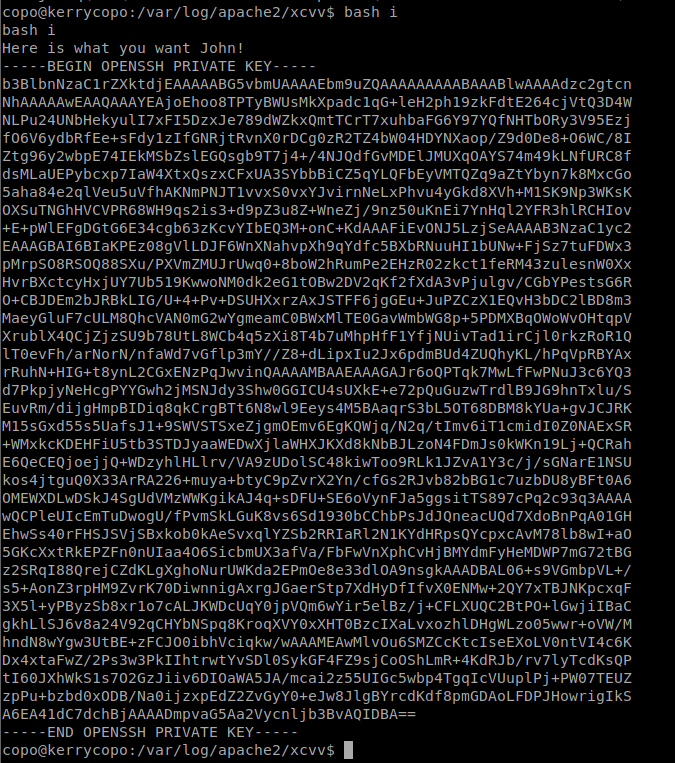 copo@kerrycopo:/var/log/apache2/xcvv$ bash i
bash i
Here is what you want John!
-----BEGIN OPENSSH PRIVATE KEY-----
b3BlbnNzaC1rZXktdjEAAAAABG5vbmUAAAAEbm9uZQAAAAAAAAABAAABlwAAAAdzc2gtcn
NhAAAAAwEAAQAAAYEAjoEhoo8TPTyBWUsMkXpadc1qG+leH2ph19zkFdtE264cjVtQ3D4W
NLPu24UNbHekyulI7xFI5DzxJe789dWZkxQmtTCrT7xuhbaFG6Y97YQfNHTbORy3V95Ezj
fO6V6ydbRfEe+sFdy1zIfGNRjtRvnX0rDCg0zR2TZ4bW04HDYNXaop/Z9d0De8+O6WC/8I
Ztg96y2wbpE74IEkMSbZslEGQsgb9T7j4+/4NJQdfGvMDElJMUXqOAYS74m49kLNfURC8f
dsMLaUEPybcxp7IaW4XtxQszxCFxUA3SYbbBiCZ5qYLQFbEyVMTQZq9aZtYbyn7k8MxcGo
5aha84e2qlVeu5uVfhAKNmPNJT1vvxS0vxYJvirnNeLxPhvu4yGkd8XVh+M1SK9Np3WKsK
OXSuTNGhHVCVPR68WH9qs2is3+d9pZ3u8Z+WneZj/9nz50uKnEi7YnHql2YFR3hlRCHIov
+E+pWlEFgDGtG6E34cgb63zKcvYIbEQ3M+onC+KdAAAFiEvONJ5LzjSeAAAAB3NzaC1yc2
EAAAGBAI6BIaKPEz08gVlLDJF6WnXNahvpXh9qYdfc5BXbRNuuHI1bUNw+FjSz7tuFDWx3
pMrpSO8RSOQ88SXu/PXVmZMUJrUwq0+8boW2hRumPe2EHzR02zkct1feRM43zulesnW0Xx
HvrBXctcyHxjUY7Ub519KwwoNM0dk2eG1tOBw2DV2qKf2fXdA3vPjulgv/CGbYPestsG6R
O+CBJDEm2bJRBkLIG/U+4+Pv+DSUHXxrzAxJSTFF6jgGEu+JuPZCzX1EQvH3bDC2lBD8m3
MaeyGluF7cULM8QhcVAN0mG2wYgmeamC0BWxMlTE0GavWmbWG8p+5PDMXBqOWoWvOHtqpV
XrublX4QCjZjzSU9b78UtL8WCb4q5zXi8T4b7uMhpHfF1YfjNUivTad1irCjl0rkzRoR1Q
lT0evFh/arNorN/nfaWd7vGflp3mY//Z8+dLipxIu2Jx6pdmBUd4ZUQhyKL/hPqVpRBYAx
rRuhN+HIG+t8ynL2CGxENzPqJwvinQAAAAMBAAEAAAGAJr6oQPTqk7MwLfFwPNuJ3c6YQ3
d7PkpjyNeHcgPYYGwh2jMSNJdy3Shw0GGICU4sUXkE+e72pQuGuzwTrdlB9JG9hnTxlu/S
EuvRm/dijgHmpBIDiq8qkCrgBTt6N8wl9Eeys4M5BAaqrS3bL5OT68DBM8kYUa+gvJCJRK
M15sGxd55s5UafsJ1+9SWVSTSxeZjgmOEmv6EgKQWjq/N2q/tImv6iT1cmidI0Z0NAExSR
+WMxkcKDEHFiU5tb3STDJyaaWEDwXjlaWHXJKXd8kNbBJLzoN4FDmJs0kWKn19Lj+QCRah
E6QeCEQjoejjQ+WDzyhlHLlrv/VA9zUDolSC48kiwToo9RLk1JZvA1Y3c/j/sGNarE1NSU
kos4jtguQ0X33ArRA226+muya+btyC9pZvrX2Yn/cfGs2RJvb82bBG1c7uzbDU8yBFt0A6
OMEWXDLwDSkJ4SgUdVMzWWKgikAJ4q+sDFU+SE6oVynFJa5ggsitTS897cPq2c93q3AAAA
wQCPleUIcEmTuDwogU/fPvmSkLGuK8vs6Sd1930bCChbPsJdJQneacUQd7XdoBnPqA01GH
EhwSs40rFHSJSVjSBxkob0kAeSvxqlYZSb2RRIaRl2N1KYdHRpsQYcpxcAvM78lb8wI+aO
5GKcXxtRkEPZFn0nUIaa4O6SicbmUX3afVa/FbFwVnXphCvHjBMYdmFyHeMDWP7mG72tBG
z2SRqI88QrejCZdKLgXghoNurUWKda2EPmOe8e33dlOA9nsgkAAADBAL06+s9VGmbpVL+/
s5+AonZ3rpHM9ZvrK70DiwnnigAxrgJGaerStp7XdHyDfIfvX0ENMw+2QY7xTBJNKpcxqF
3X5l+yPByzSb8xr1o7cALJKWDcUqY0jpVQm6wYir5elBz/j+CFLXUQC2BtPO+lGwjiIBaC
gkhLlSJ6v8a24V92qCHYbNSpq8KroqXVY0xXHT0BzcIXaLvxozhlDHgWLzo05wwr+oVW/M
hndN8wYgw3UtBE+zFCJO0ibhVciqkw/wAAAMEAwMlvOu6SMZCcKtcIseEXoLV0ntVI4c6K
Dx4xtaFwZ/2Ps3w3PkIIhtrwtYvSDl0SykGF4FZ9sjCoOShLmR+4KdRJb/rv7lyTcdKsQP
tI60JXhWkS1s7O2GzJiiv6DIOaWA5JA/mcai2z55UIGc5wbp4TgqIcVUuplPj+PW07TEUZ
zpPu+bzbd0xODB/Na0ijzxpEdZ2ZvGyY0+eJw8JlgBYrcdKdf8pmGDAoLFDPJHowrigIkS
A6EA41dC7dchBjAAAADmpvaG5Aa2Vycnljb3BvAQIDBA==
-----END OPENSSH PRIVATE KEY-----
copo@kerrycopo:/var/log/apache2/xcvv$